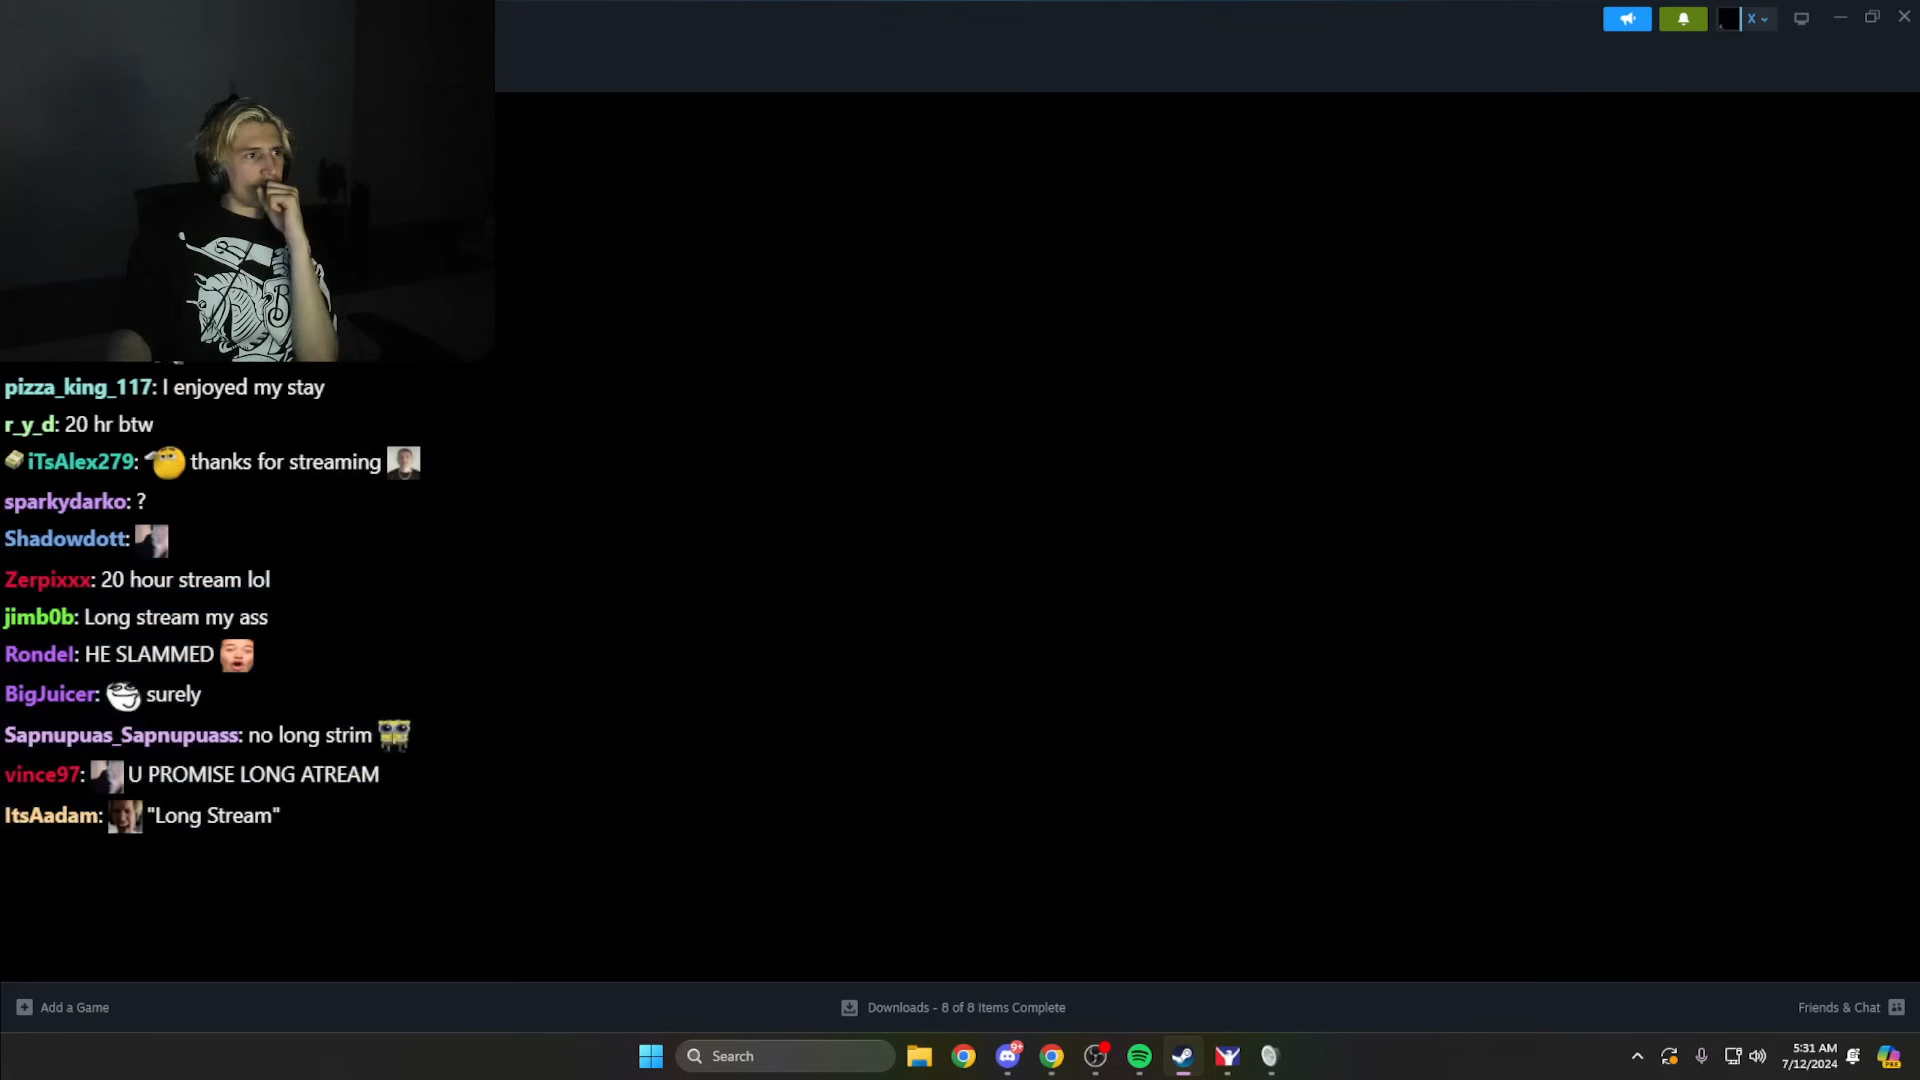 X
pizza_king_117: I enjoyed my stay
r_y_d: 20 hr btw
iTsAlex279: thanks for streaming
sparkydarko: ?
Shadowdott:
Zerpixxx: 20 hour stream lol
jimb0b: Long stream my ass
Rondel: HE SLAMMED
BigJuicer: surely
Sapnupuas_Sapnupuass: no long strim
vince97: U PROMISE LONG ATREAM
ItsAadam: "Long Stream"
Add a Game
Downloads - 8 of 8 Items Complete
Friends & Chat
Search
9+
5:31 AM
7/12/2024
PRE